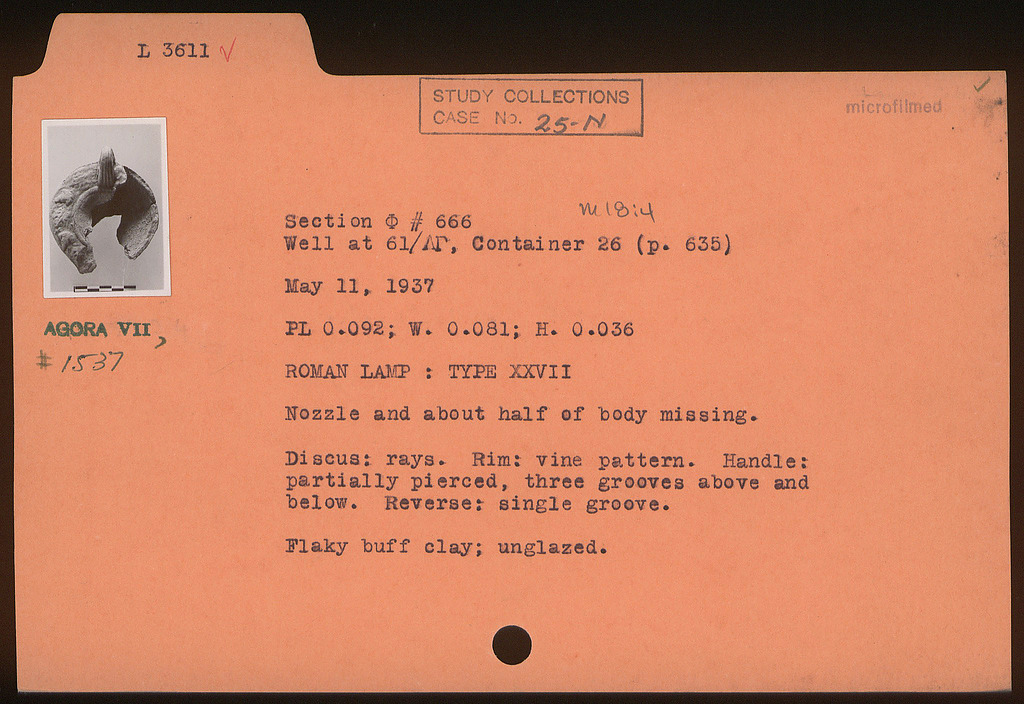 L 3611 ✓
STUDY COLLECTIONS
CASE No. 25-N
microfilmed
✓
M 18:4
Section Φ # 666
Well at 61/ΛΓ, Container 26 (p. 635)
May 11, 1937
AGORA VII,
# 1537
PL 0.092; W. 0.081; H. 0.036
ROMAN LAMP : TYPE XXVII
Nozzle and about half of body missing.
Discus: rays. Rim: vine pattern. Handle:
partially pierced, three grooves above and
below. Reverse: single groove.
Flaky buff clay; unglazed.